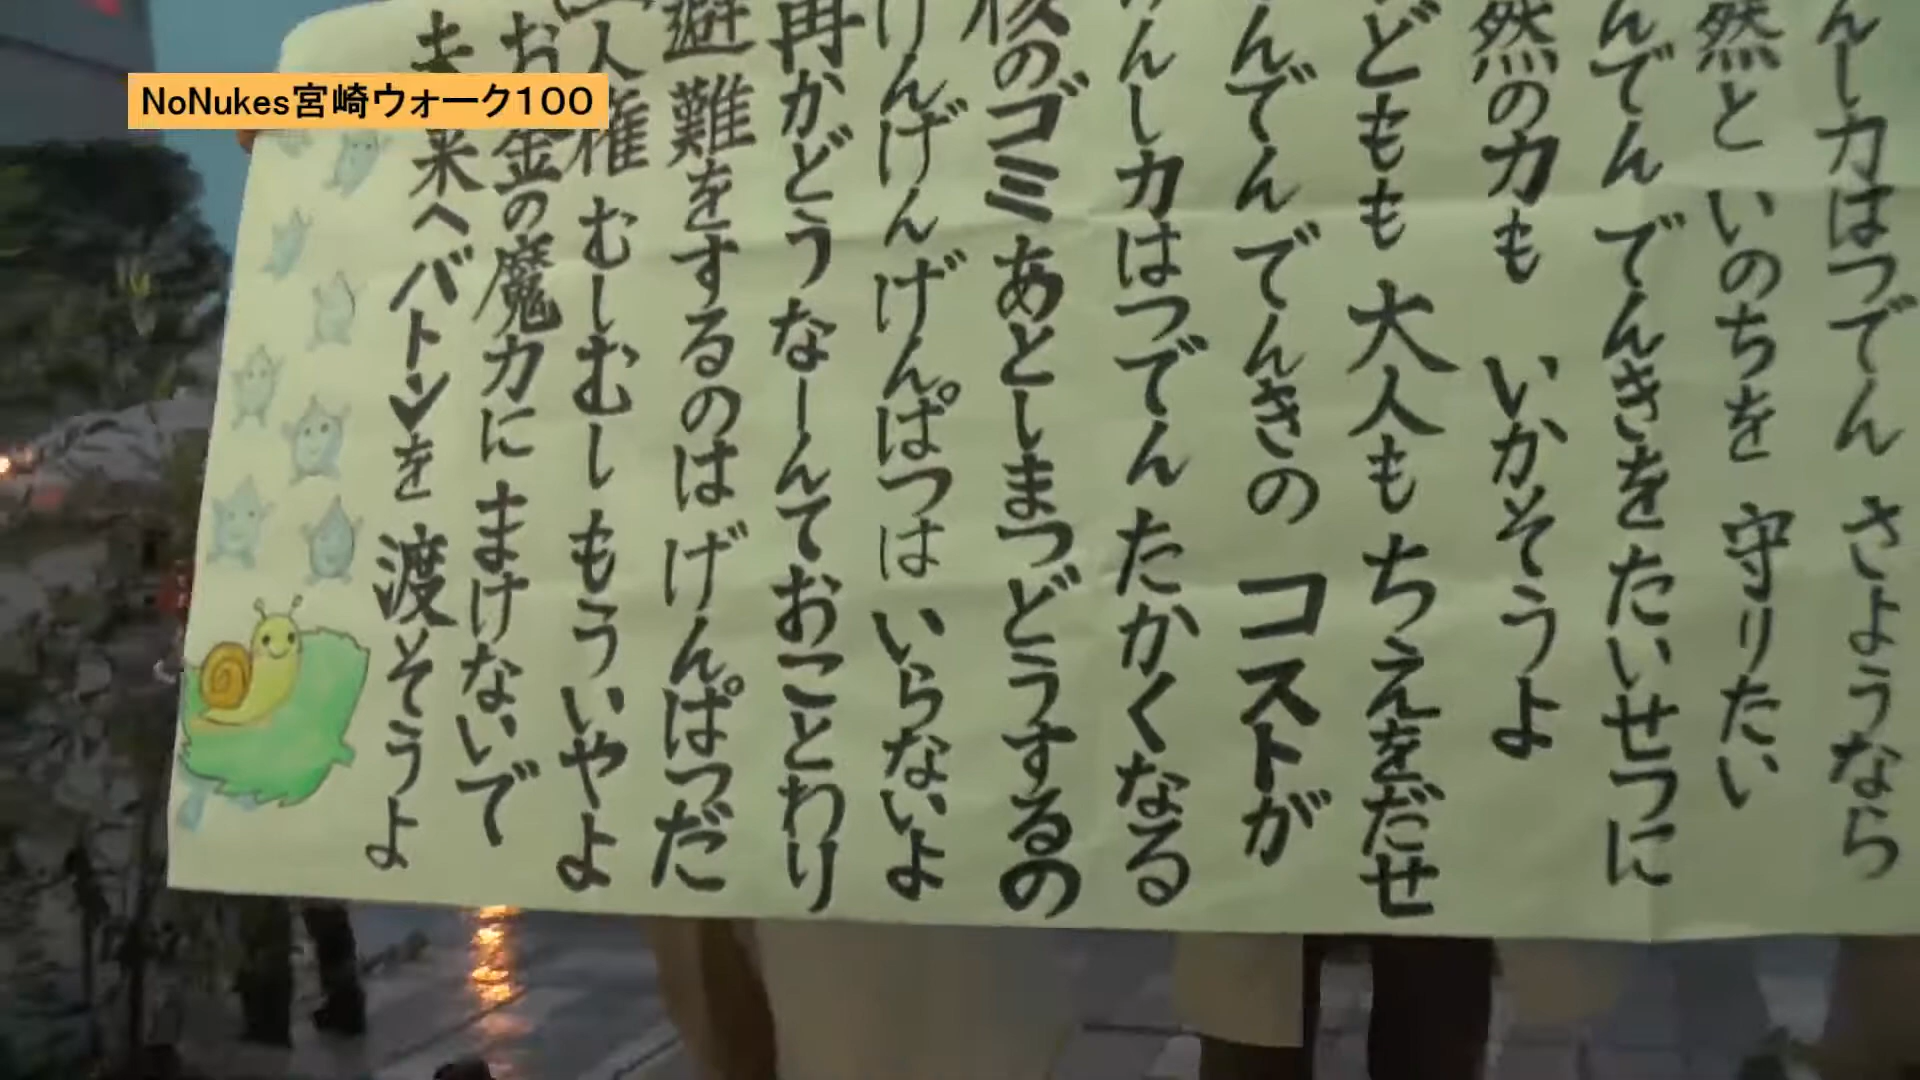 NoNukes宮崎ウォーク100
んし力はつでん さようなら
然と いのちを 守りたい
んでん でんきをたいせつに
然の力も いかそうよ
どもも 大人も ちえをだせ
んでん でんきの コストが
んし力はつでん たかくなる
核のゴミ あとしまつどうするの
げんげんげんぱつは いらないよ
再かどうなーんておことわり
避難をするのは げんぱつだ
人権 むしむし もういやよ
お金の魔力に まけないで
未来へバトンを 渡そうよ